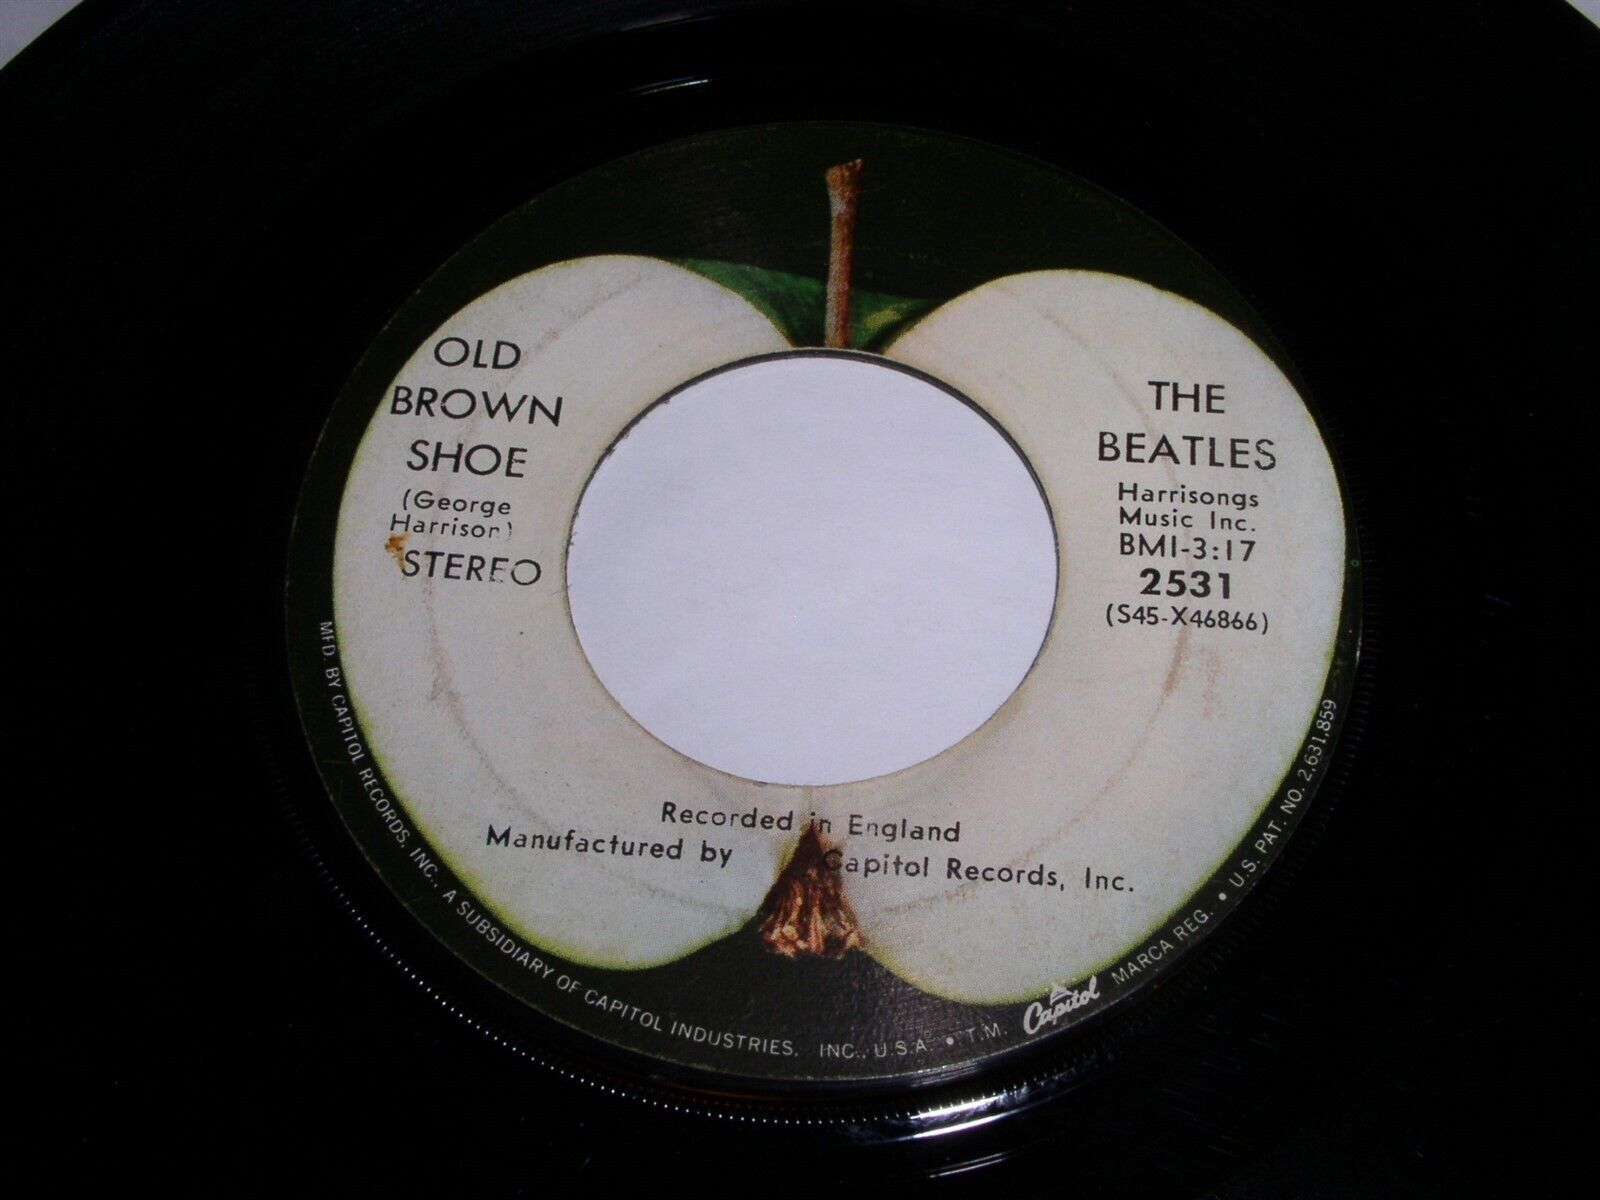 OLD
BROWN
SHOE
(George
Harrison)
STEREO
THE
BEATLES
Harrisongs
Music Inc.
BMI-3:17
2531
(S45-X46866)
Recorded in England
Manufactured by Capitol Records, Inc.
MFD. BY CAPITOL RECORDS, INC., A SUBSIDIARY OF CAPITOL INDUSTRIES, INC., U.S.A. • T.M. Capitol MARCA REG. • U.S. PAT. NO. 2,631,859